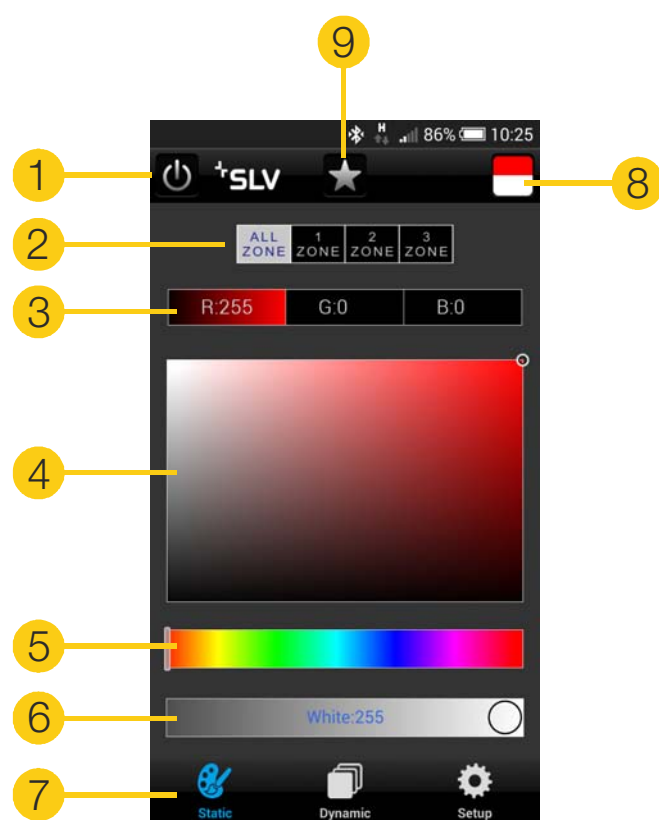 9
H 86% 10:25
1
SLV
8
2
ALL ZONE
1 ZONE
2 ZONE
3 ZONE
3
R:255 G:0 B:0
4
5
6
White:255
7
Static Dynamic Setup